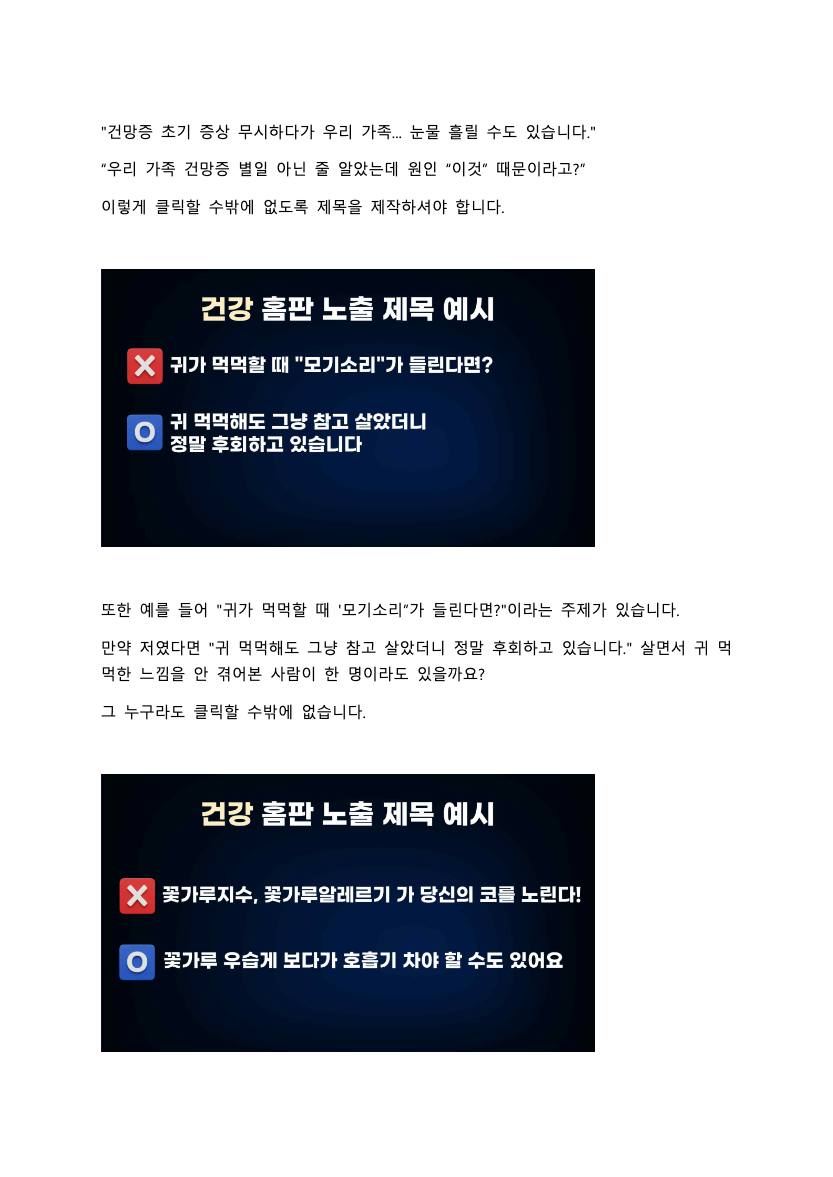 "건망증 초기 증상 무시하다가 우리 가족... 눈물 흘릴 수도 있습니다."
“우리 가족 건망증 별일 아닌 줄 알았는데 원인 “이것“ 때문이라고?“
이렇게 클릭할 수밖에 없도록 제목을 제작하셔야 합니다.
건강 홈판 노출 제목 예시
X 귀가 먹먹할 때 "모기소리"가 들린다면?
O 귀 먹먹해도 그냥 참고 살았더니
정말 후회하고 있습니다
또한 예를 들어 "귀가 먹먹할 때 '모기소리”가 들린다면?"이라는 주제가 있습니다.
만약 저였다면 "귀 먹먹해도 그냥 참고 살았더니 정말 후회하고 있습니다." 살면서 귀 먹
먹한 느낌을 안 겪어본 사람이 한 명이라도 있을까요?
그 누구라도 클릭할 수밖에 없습니다.
건강 홈판 노출 제목 예시
X 꽃가루지수, 꽃가루알레르기 가 당신의 코를 노린다!
O 꽃가루 우습게 보다가 호흡기 차야 할 수도 있어요